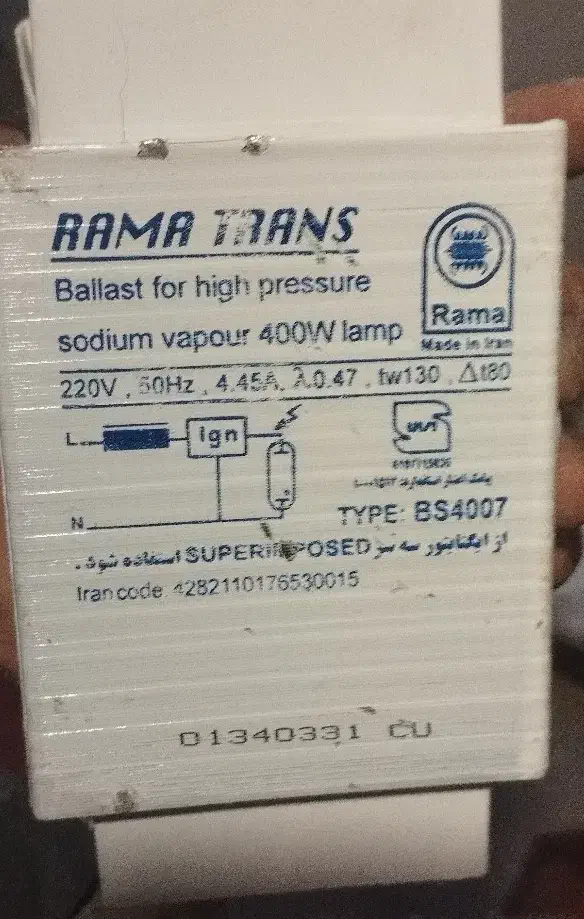 RAMA TRANS
Ballast for high pressure
sodium vapour 400W lamp
Rama
Made in Iran
220V , 50Hz , 4.45A, λ0.47 , tw130 , Δt80
L
Ign
N
TYPE: BS4007
از ایگنایتور سه سر SUPERIMPOSED استفاده شود .
Iran code 4282110176530015
01340331 CU